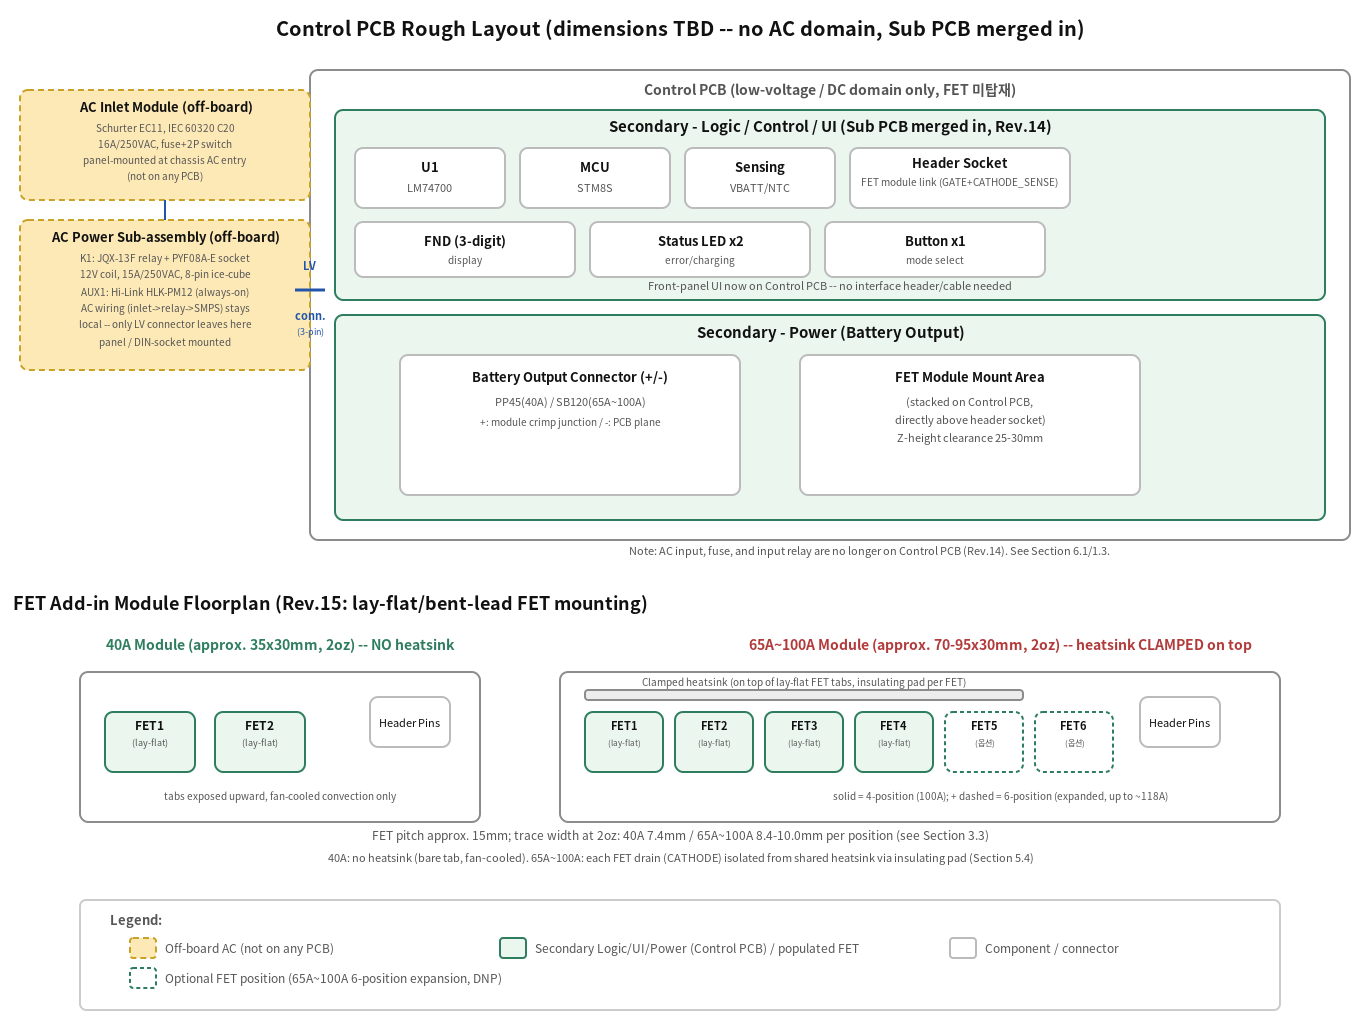 Control PCB Rough Layout (dimensions TBD -- no AC domain, Sub PCB merged in)
AC Inlet Module (off-board)
Schurter EC11, IEC 60320 C20
16A/250VAC, fuse+2P switch
panel-mounted at chassis AC entry
(not on any PCB)
AC Power Sub-assembly (off-board)
K1: JQX-13F relay + PYF08A-E socket
12V coil, 15A/250VAC, 8-pin ice-cube
AUX1: Hi-Link HLK-PM12 (always-on)
AC wiring (inlet->relay->SMPS) stays
local -- only LV connector leaves here
panel / DIN-socket mounted
LV
conn.
(3-pin)
Control PCB (low-voltage / DC domain only, FET 미탑재)
Secondary - Logic / Control / UI (Sub PCB merged in, Rev.14)
U1
LM74700
MCU
STM8S
Sensing
VBATT/NTC
Header Socket
FET module link (GATE+CATHODE_SENSE)
FND (3-digit)
display
Status LED x2
error/charging
Button x1
mode select
Front-panel UI now on Control PCB -- no interface header/cable needed
Secondary - Power (Battery Output)
Battery Output Connector (+/-)
PP45(40A) / SB120(65A~100A)
+: module crimp junction / -: PCB plane
FET Module Mount Area
(stacked on Control PCB,
directly above header socket)
Z-height clearance 25-30mm
Note: AC input, fuse, and input relay are no longer on Control PCB (Rev.14). See Section 6.1/1.3.
FET Add-in Module Floorplan (Rev.15: lay-flat/bent-lead FET mounting)
40A Module (approx. 35x30mm, 2oz) -- NO heatsink
FET1
(lay-flat)
FET2
(lay-flat)
Header Pins
tabs exposed upward, fan-cooled convection only
65A~100A Module (approx. 70-95x30mm, 2oz) -- heatsink CLAMPED on top
Clamped heatsink (on top of lay-flat FET tabs, insulating pad per FET)
FET1
(lay-flat)
FET2
(lay-flat)
FET3
(lay-flat)
FET4
(lay-flat)
FET5
(옵션)
FET6
(옵션)
Header Pins
solid = 4-position (100A); + dashed = 6-position (expanded, up to ~118A)
FET pitch approx. 15mm; trace width at 2oz: 40A 7.4mm / 65A~100A 8.4-10.0mm per position (see Section 3.3)
40A: no heatsink (bare tab, fan-cooled). 65A~100A: each FET drain (CATHODE) isolated from shared heatsink via insulating pad (Section 5.4)
Legend:
Off-board AC (not on any PCB)
Secondary Logic/UI/Power (Control PCB) / populated FET
Component / connector
Optional FET position (65A~100A 6-position expansion, DNP)